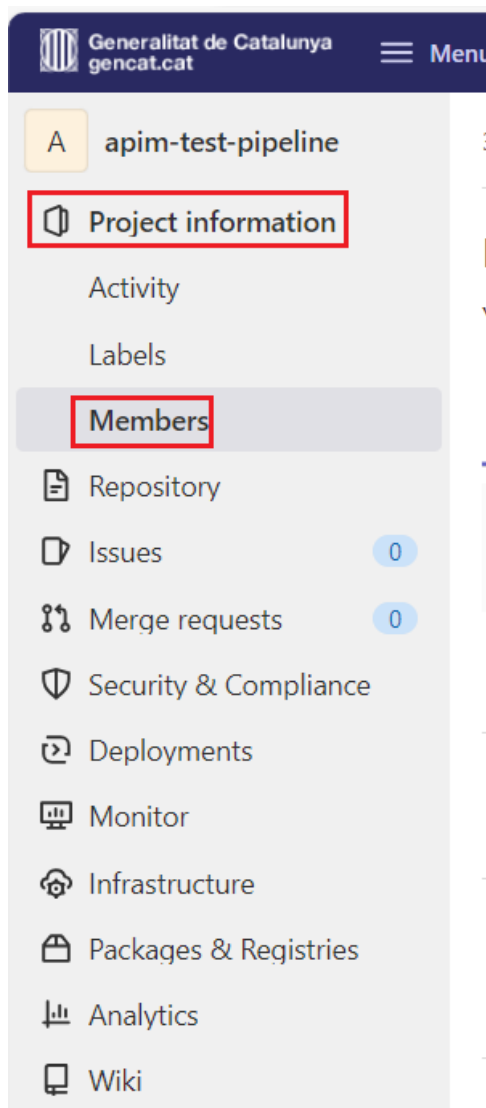 Generalitat de Catalunya
gencat.cat
Menu
A apim-test-pipeline
Project information
Activity
Labels
Members
Repository
Issues 0
Merge requests 0
Security & Compliance
Deployments
Monitor
Infrastructure
Packages & Registries
Analytics
Wiki